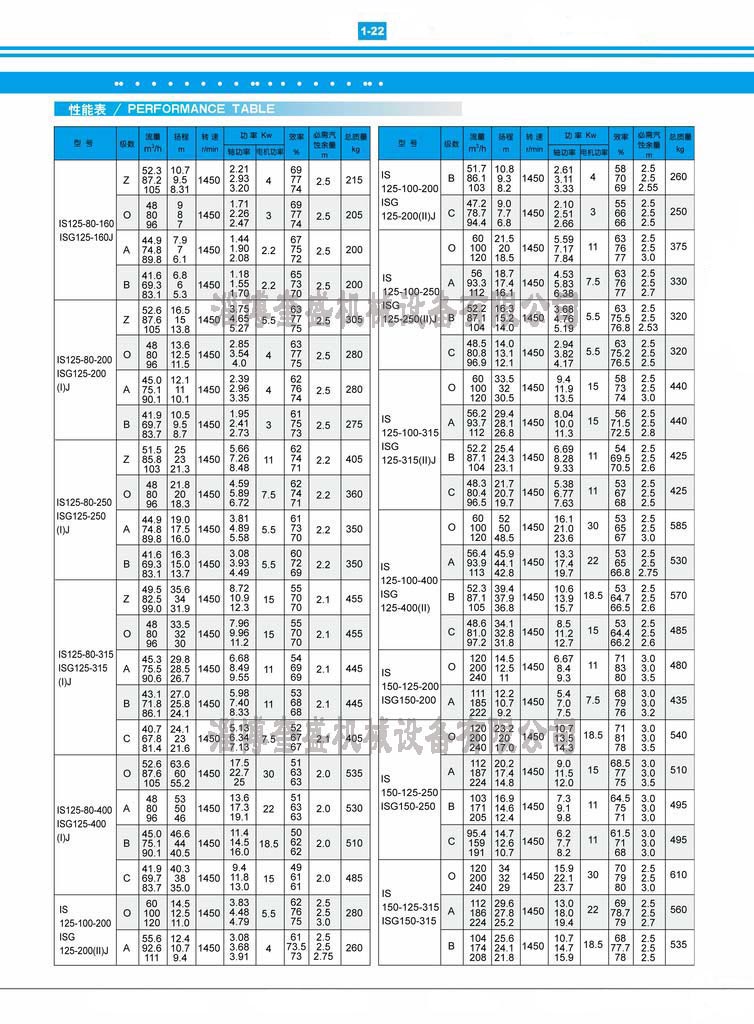 1-22
性能表 / PERFORMANCE TABLE
型 号 级数 流量 m³/h 扬程 m 转 速 r/min 功 率 Kw 轴功率 电机功率 效率 % 必需汽蚀余量 m 总质量 kg
IS125-80-160
ISG125-160J
52.3 10.7 2.21 69
Z 87.2 9.5 1450 2.93 4 77 2.5 215
105 8.31 3.20 74
48 9 1.71 69
O 80 8 1450 2.26 3 77 2.5 205
96 7 2.47 74
44.9 7.9 1.44 67
A 74.8 7 1450 1.90 2.2 75 2.5 200
89.8 6.1 2.08 72
41.6 6.8 1.18 65
B 69.3 6 1450 1.55 2.2 73 2.5 200
83.1 5.3 1.70 70
IS125-80-200
ISG125-200
(I)J
52.6 16.5 3.75 63
Z 87.6 15 1450 4.65 5.5 77 2.5 305
105 13.8 5.27 75
48 13.6 2.85 63
O 80 12.5 1450 3.54 4 77 2.5 280
96 11.5 4.0 75
45.0 12.1 2.39 62
A 75.1 11 1450 2.96 4 76 2.5 280
90.1 10.1 3.35 74
41.9 10.5 1.95 61
B 69.7 9.5 1450 2.41 3 75 2.5 275
83.7 8.7 2.73 73
IS125-80-250
ISG125-250
(I)J
51.5 25 5.66 62
Z 85.8 23 1450 7.26 11 74 2.2 405
103 21.3 8.48 71
48 21.8 4.59 62
O 80 20 1450 5.89 7.5 74 2.2 360
96 18.3 6.72 71
44.9 19.0 3.81 61
A 74.8 17.5 1450 4.89 5.5 73 2.2 350
89.8 16.0 5.58 70
41.6 16.3 3.08 60
B 69.3 15.0 1450 3.93 5.5 72 2.2 350
83.1 13.7 4.49 69
IS125-80-315
ISG125-315
(I)J
49.5 35.6 8.72 55
Z 82.5 34 1450 10.9 15 70 2.1 455
99.0 31.9 12.3 70
48 33.5 7.96 55
O 80 32 1450 9.96 15 70 2.1 455
96 30 11.2 70
45.3 29.8 6.68 54
A 75.5 28.5 1450 8.49 11 69 2.1 445
90.6 26.7 9.55 69
43.1 27.0 5.98 53
B 71.8 25.8 1450 7.40 11 68 2.1 445
86.1 24.1 8.33 68
40.7 24.1 5.13 52
C 67.8 23 1450 6.34 7.5 67 2.1 405
81.4 21.6 7.13 67
IS125-80-400
ISG125-400
(I)J
52.6 63.6 17.5 51
O 87.6 60 1450 22.7 30 63 2.0 535
105 55.2 25 63
48 53 13.6 51
A 80 50 1450 17.3 22 63 2.0 530
96 46 19.1 63
45.0 46.6 11.4 50
B 75.1 44 1450 14.5 18.5 62 2.0 510
90.1 40.5 16.0 62
41.9 40.3 9.4 49
C 69.7 38 1450 11.8 15 61 2.0 485
83.7 35.0 13.0 61
IS
125-100-200
ISG
125-200(II)J
60 14.5 3.83 62 2.5
O 100 12.5 1450 4.48 5.5 76 2.5 280
120 11.0 4.79 75 3.0
55.6 12.4 3.08 61 2.5
A 92.6 10.7 1450 3.68 4 73.5 2.5 260
111 9.4 3.91 73 2.75
型 号 级数 流量 m³/h 扬程 m 转 速 r/min 功 率 Kw 轴功率 电机功率 效率 % 必需汽蚀余量 m 总质量 kg
IS
125-100-200
ISG
125-200(II)J
51.7 10.8 2.61 58 2.5
B 86.1 9.3 1450 3.11 4 70 2.5 260
103 8.2 3.33 69 2.55
47.2 9.0 2.10 55 2.5
C 78.7 7.7 1450 2.51 3 66 2.5 250
94.4 6.8 2.66 66 2.5
IS
125-100-250
ISG
125-250(II)J
60 21.5 5.59 63 2.5
O 100 20 1450 7.17 11 76 2.5 375
120 18.5 7.84 77 3.0
56 18.7 4.53 63 2.5
A 93.3 17.4 1450 5.83 7.5 76 2.5 330
112 16.1 6.38 77 2.7
52.2 16.3 3.68 63 2.5
B 87.1 15.2 1450 4.76 5.5 75.5 2.5 320
104 14.0 5.19 76.8 2.53
48.5 14.0 2.94 63 2.5
C 80.8 13.1 1450 3.82 5.5 75.2 2.5 320
96.9 12.1 4.17 76.5 2.5
IS
125-100-315
ISG
125-315(II)J
60 33.5 9.4 58 2.5
O 100 32 1450 11.9 15 73 2.5 440
120 30.5 13.5 74 3.0
56.2 29.4 8.04 56 2.5
A 93.7 28.1 1450 10.0 15 71.5 2.5 440
112 26.8 11.3 72.5 2.8
52.2 25.4 6.69 54 2.5
B 87.1 24.3 1450 8.28 11 69.5 2.5 425
104 23.1 9.33 70.5 2.6
48.3 21.7 5.38 53 2.5
C 80.4 20.7 1450 6.77 11 67 2.5 425
96.5 19.7 7.63 68 2.5
IS
125-100-400
ISG
125-400(II)
60 52 16.1 53 2.5
O 100 50 1450 21.0 30 65 2.5 585
120 48.5 23.6 67 3.0
56.4 45.9 13.3 53 2.5
A 93.9 44.1 1450 17.4 22 65 2.5 530
113 42.8 19.7 66.8 2.75
52.3 39.4 10.6 53 2.5
B 87.1 37.9 1450 13.9 18.5 64.7 2.5 570
105 36.8 15.7 66.5 2.6
48.6 34.1 8.5 53 2.5
C 81.0 32.8 1450 11.2 15 64.4 2.5 485
97.2 31.8 12.7 66.2 2.6
IS
150-125-200
ISG150-200
120 14.5 6.67 71 3.0
O 200 12.5 1450 8.4 11 83 3.0 480
240 11 9.3 80 3.5
111 12.2 5.4 68 3.0
A 185 10.7 1450 7.0 7.5 79 3.0 435
222 9.2 7.5 76 3.2
IS
150-125-250
ISG150-250
120 23.2 10.7 71 3.0
O 200 20 1450 13.5 18.5 81 3.0 540
240 17.0 14.3 78 3.5
112 20.2 9.0 68.5 3.0
A 187 17.4 1450 11.5 15 77 3.0 510
224 14.8 12.0 75 3.5
103 16.9 7.3 64.5 3.0
B 171 14.6 1450 9.1 11 75 3.0 495
205 12.4 9.8 71 3.0
95.4 14.7 6.2 61.5 3.0
C 159 12.6 1450 7.7 11 71 3.0 495
191 10.7 8.2 68 3.0
IS
150-125-315
ISG150-315
120 34 15.9 70 2.5
O 200 32 1450 22.1 30 79 2.5 610
240 29 23.7 80 3.0
112 29.6 13.0 69 2.5
A 186 27.8 1450 18.0 22 78.7 2.5 560
224 25.2 19.4 79 2.7
104 25.6 10.7 68 2.5
B 174 24.1 1450 14.7 18.5 77.7 2.5 535
208 21.8 15.9 78 2.5
淄博奎盛机械设备有限公司
淄博奎盛机械设备有限公司